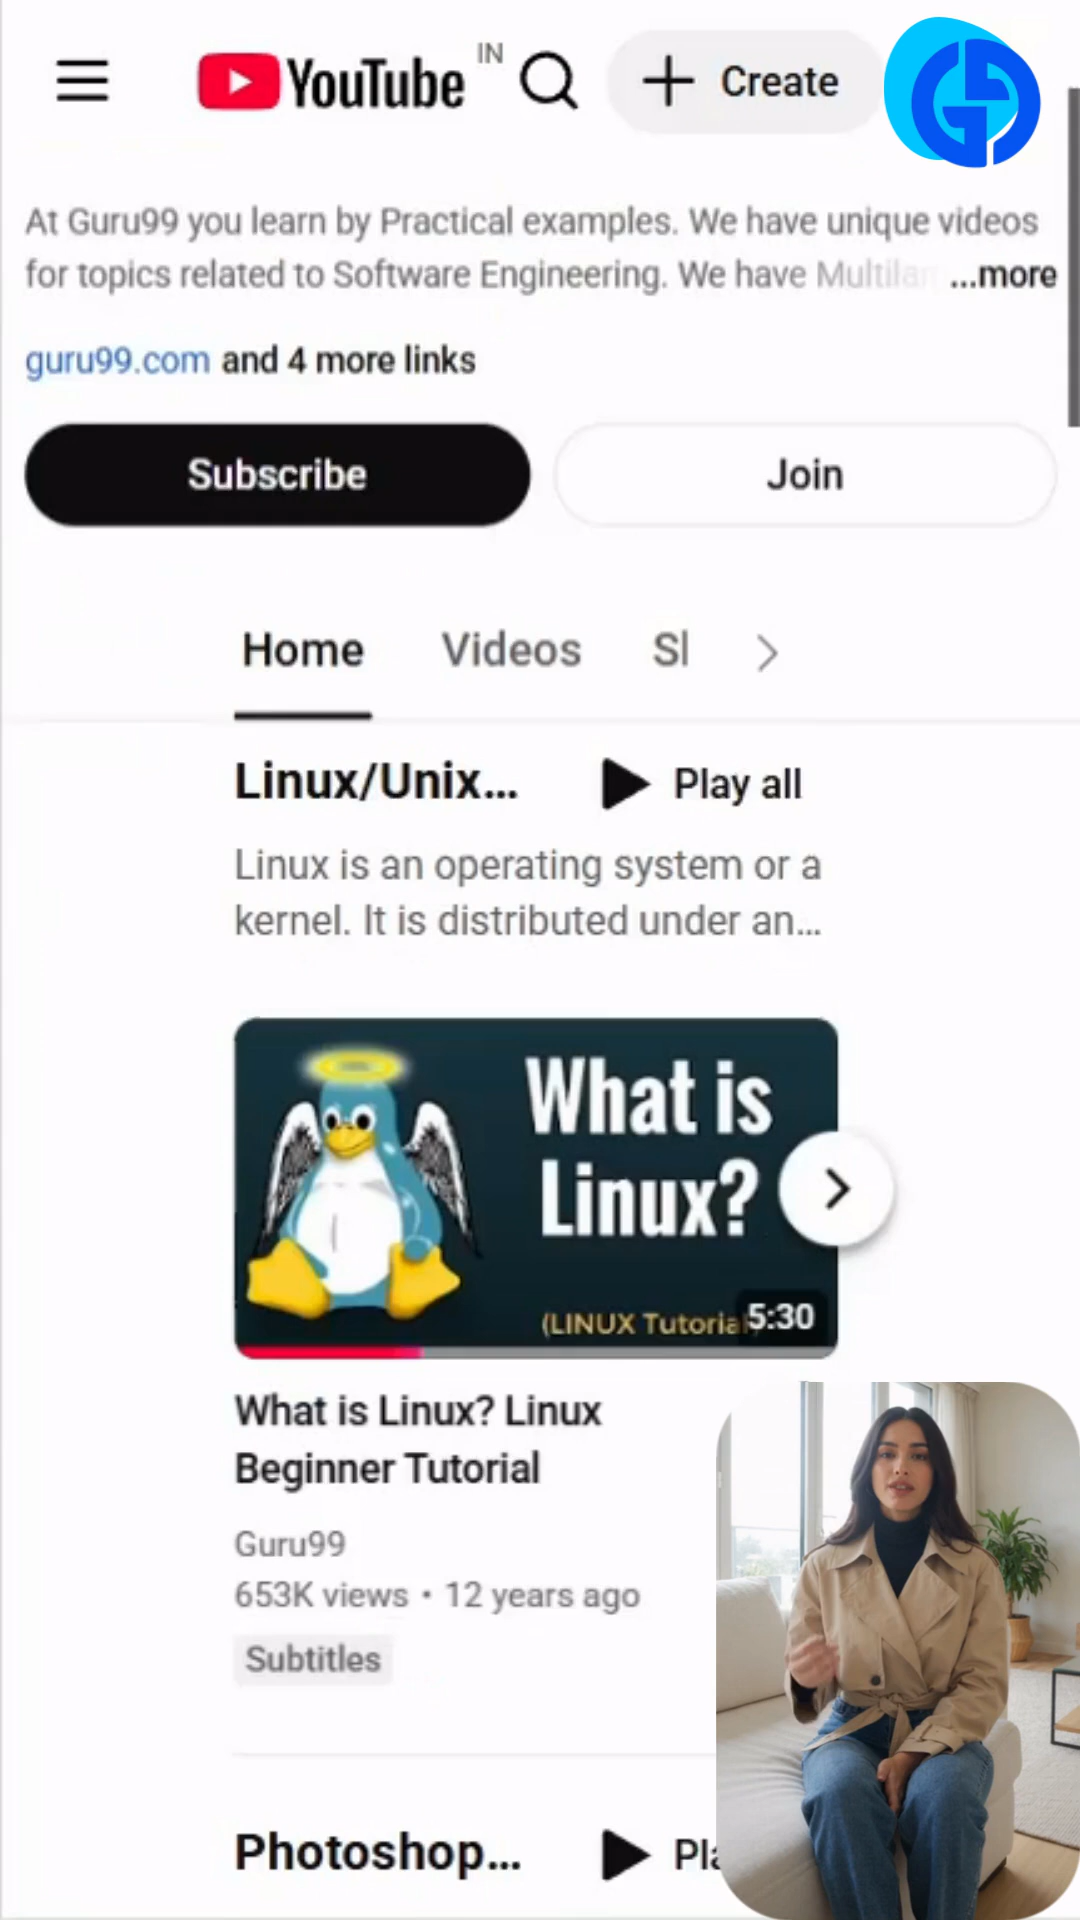 YouTube IN
Create
At Guru99 you learn by Practical examples. We have unique videos
for topics related to Software Engineering. We have Multilan ...more
guru99.com and 4 more links
Subscribe
Join
Home
Videos
Sl
Linux/Unix...
Play all
Linux is an operating system or a
kernel. It is distributed under an...
What is
Linux?
(LINUX Tutorial)
5:30
What is Linux? Linux
Beginner Tutorial
Guru99
653K views • 12 years ago
Subtitles
Photoshop...
Pla